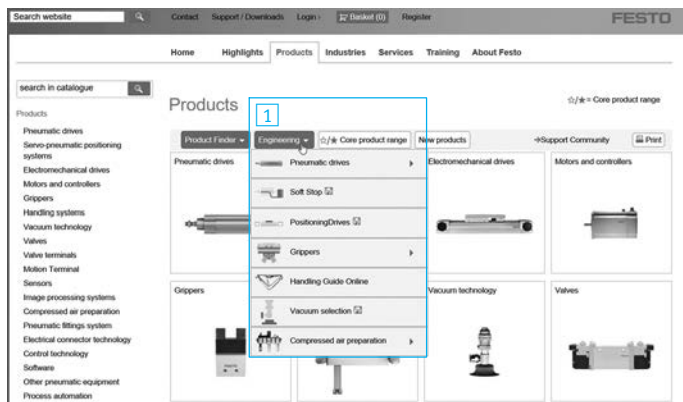 Search website
Contact Support / Downloads Login Basket (0) Register
FESTO
Home Highlights Products Industries Services Training About Festo
search in catalogue
☆/★= Core product range
Products
Products
1
Product Finder Engineering ☆/★ Core product range New products →Support Community Print
Pneumatic drives
Servo-pneumatic positioning
systems
Electromechanical drives
Motors and controllers
Grippers
Handling systems
Vacuum technology
Valves
Valve terminals
Motion Terminal
Sensors
Image processing systems
Compressed air preparation
Pneumatic fittings system
Electrical connector technology
Control technology
Software
Other pneumatic equipment
Process automation
Pneumatic drives
Pneumatic drives
Soft Stop
PositioningDrives
Grippers
Handling Guide Online
Vacuum selection
Compressed air preparation
Electromechanical drives
Motors and controllers
Grippers
Vacuum technology
Valves